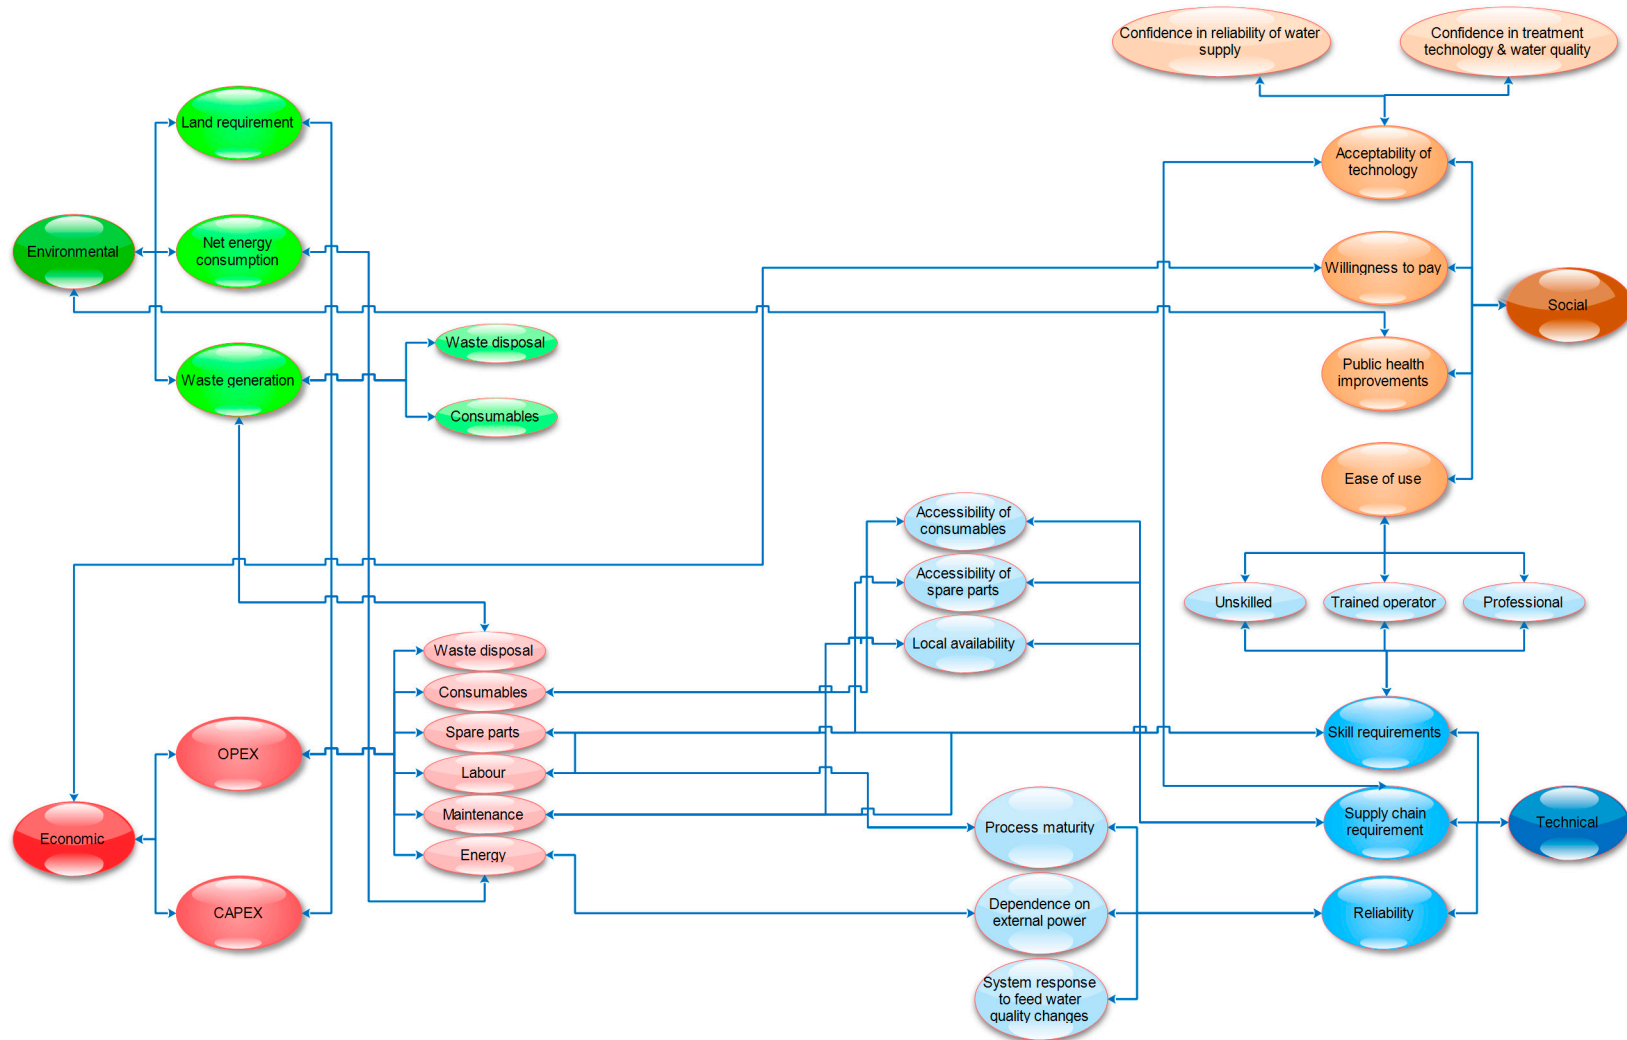 Confidence in reliability of water
supply
Confidence in treatment
technology & water quality
Land requirement
Acceptability of
technology
Environmental
Net energy
consumption
Willingness to pay
Social
Waste disposal
Waste generation
Public health
improvements
Consumables
Ease of use
Accessibility of
consumables
Accessibility of
spare parts
Unskilled
Trained operator
Professional
Local availability
Waste disposal
Consumables
Spare parts
Skill requirements
OPEX
Labour
Maintenance
Process maturity
Supply chain
requirement
Technical
Economic
Energy
CAPEX
Dependence on
external power
Reliability
System response
to feed water
quality changes